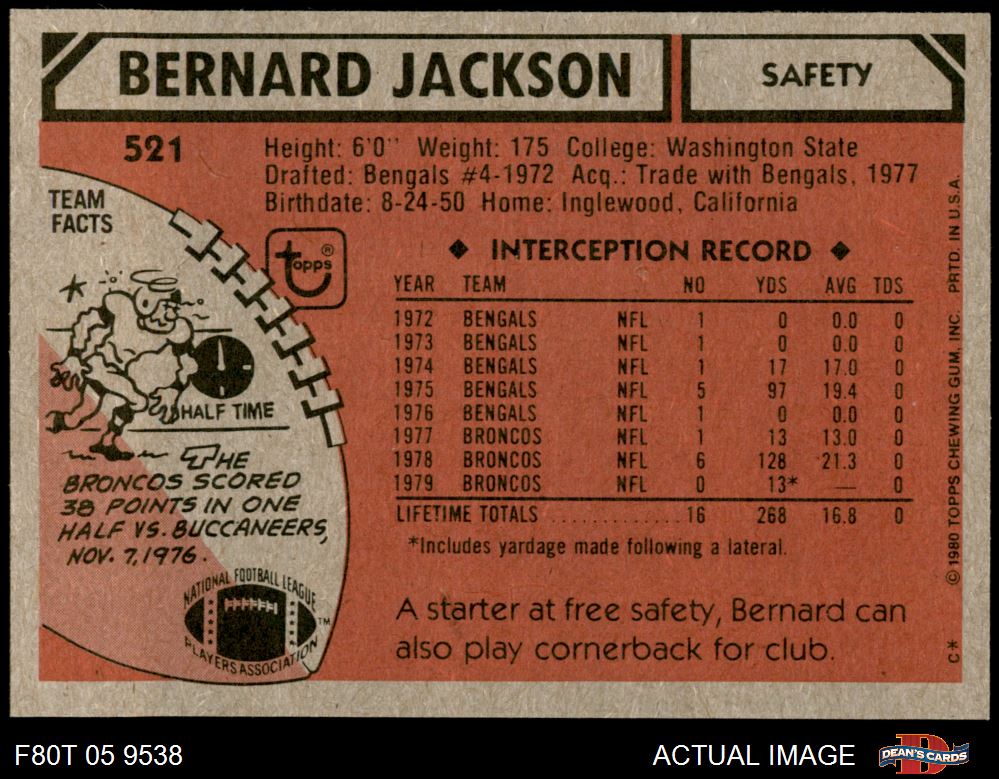 BERNARD JACKSON
SAFETY
521
Height: 6'0" Weight: 175 College: Washington State
Drafted: Bengals #4-1972 Acq.: Trade with Bengals, 1977
Birthdate: 8-24-50 Home: Inglewood, California
TEAM
FACTS
topps®
◆ INTERCEPTION RECORD ◆
YEAR TEAM NO YDS AVG TDS
1972 BENGALS NFL 1 0 0.0 0
1973 BENGALS NFL 1 0 0.0 0
1974 BENGALS NFL 1 17 17.0 0
1975 BENGALS NFL 5 97 19.4 0
1976 BENGALS NFL 1 0 0.0 0
1977 BRONCOS NFL 1 13 13.0 0
1978 BRONCOS NFL 6 128 21.3 0
1979 BRONCOS NFL 0 13* — 0
LIFETIME TOTALS ............. 16 268 16.8 0
*Includes yardage made following a lateral.
HALF TIME
THE
BRONCOS SCORED
38 POINTS IN ONE
HALF VS. BUCCANEERS,
NOV. 7, 1976.
NATIONAL FOOTBALL LEAGUE
PLAYERS ASSOCIATION
TM
A starter at free safety, Bernard can
also play cornerback for club.
© 1980 TOPPS CHEWING GUM, INC. PRTD. IN U.S.A.
C*
F80T 05 9538
ACTUAL IMAGE
DEAN'S CARDS